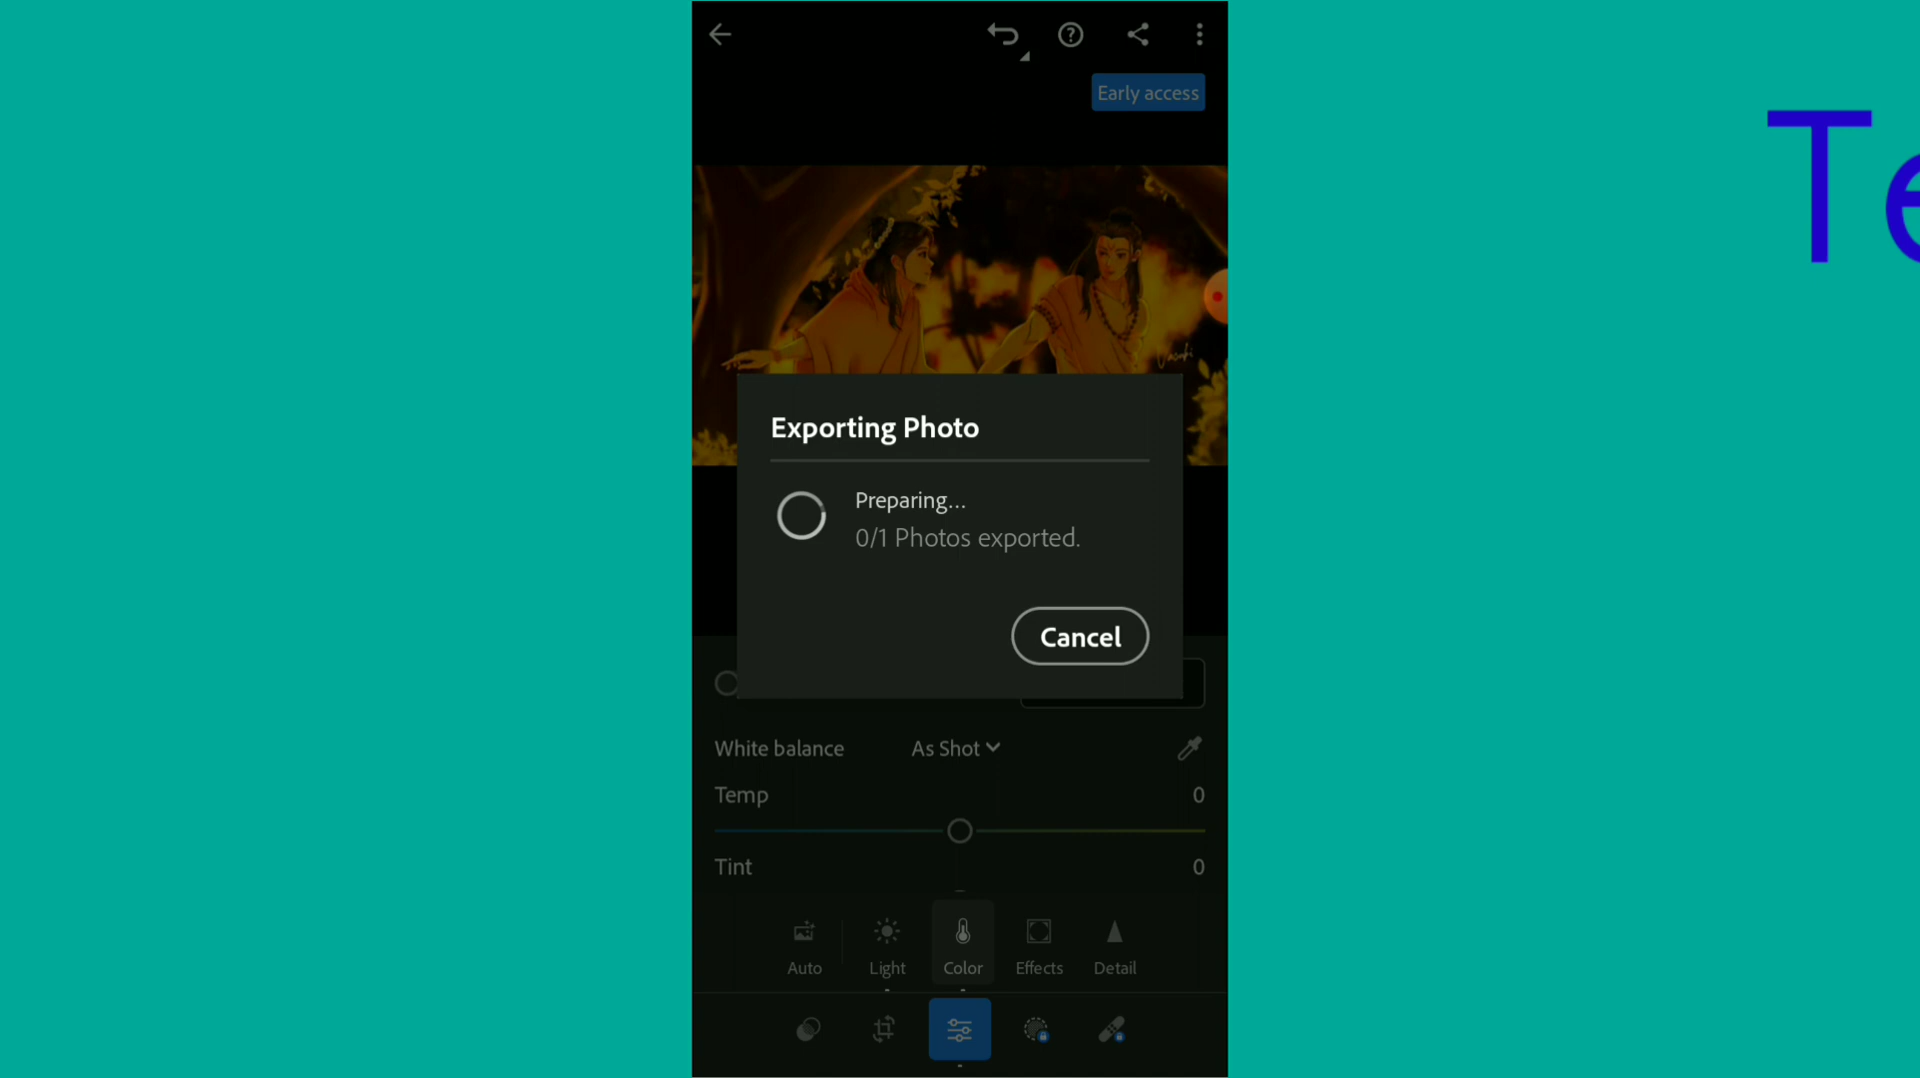 Early access
Te
Exporting Photo
Preparing...
0/1 Photos exported.
Cancel
White balance As Shot
Temp 0
Tint 0
Auto Light Color Effects Detail